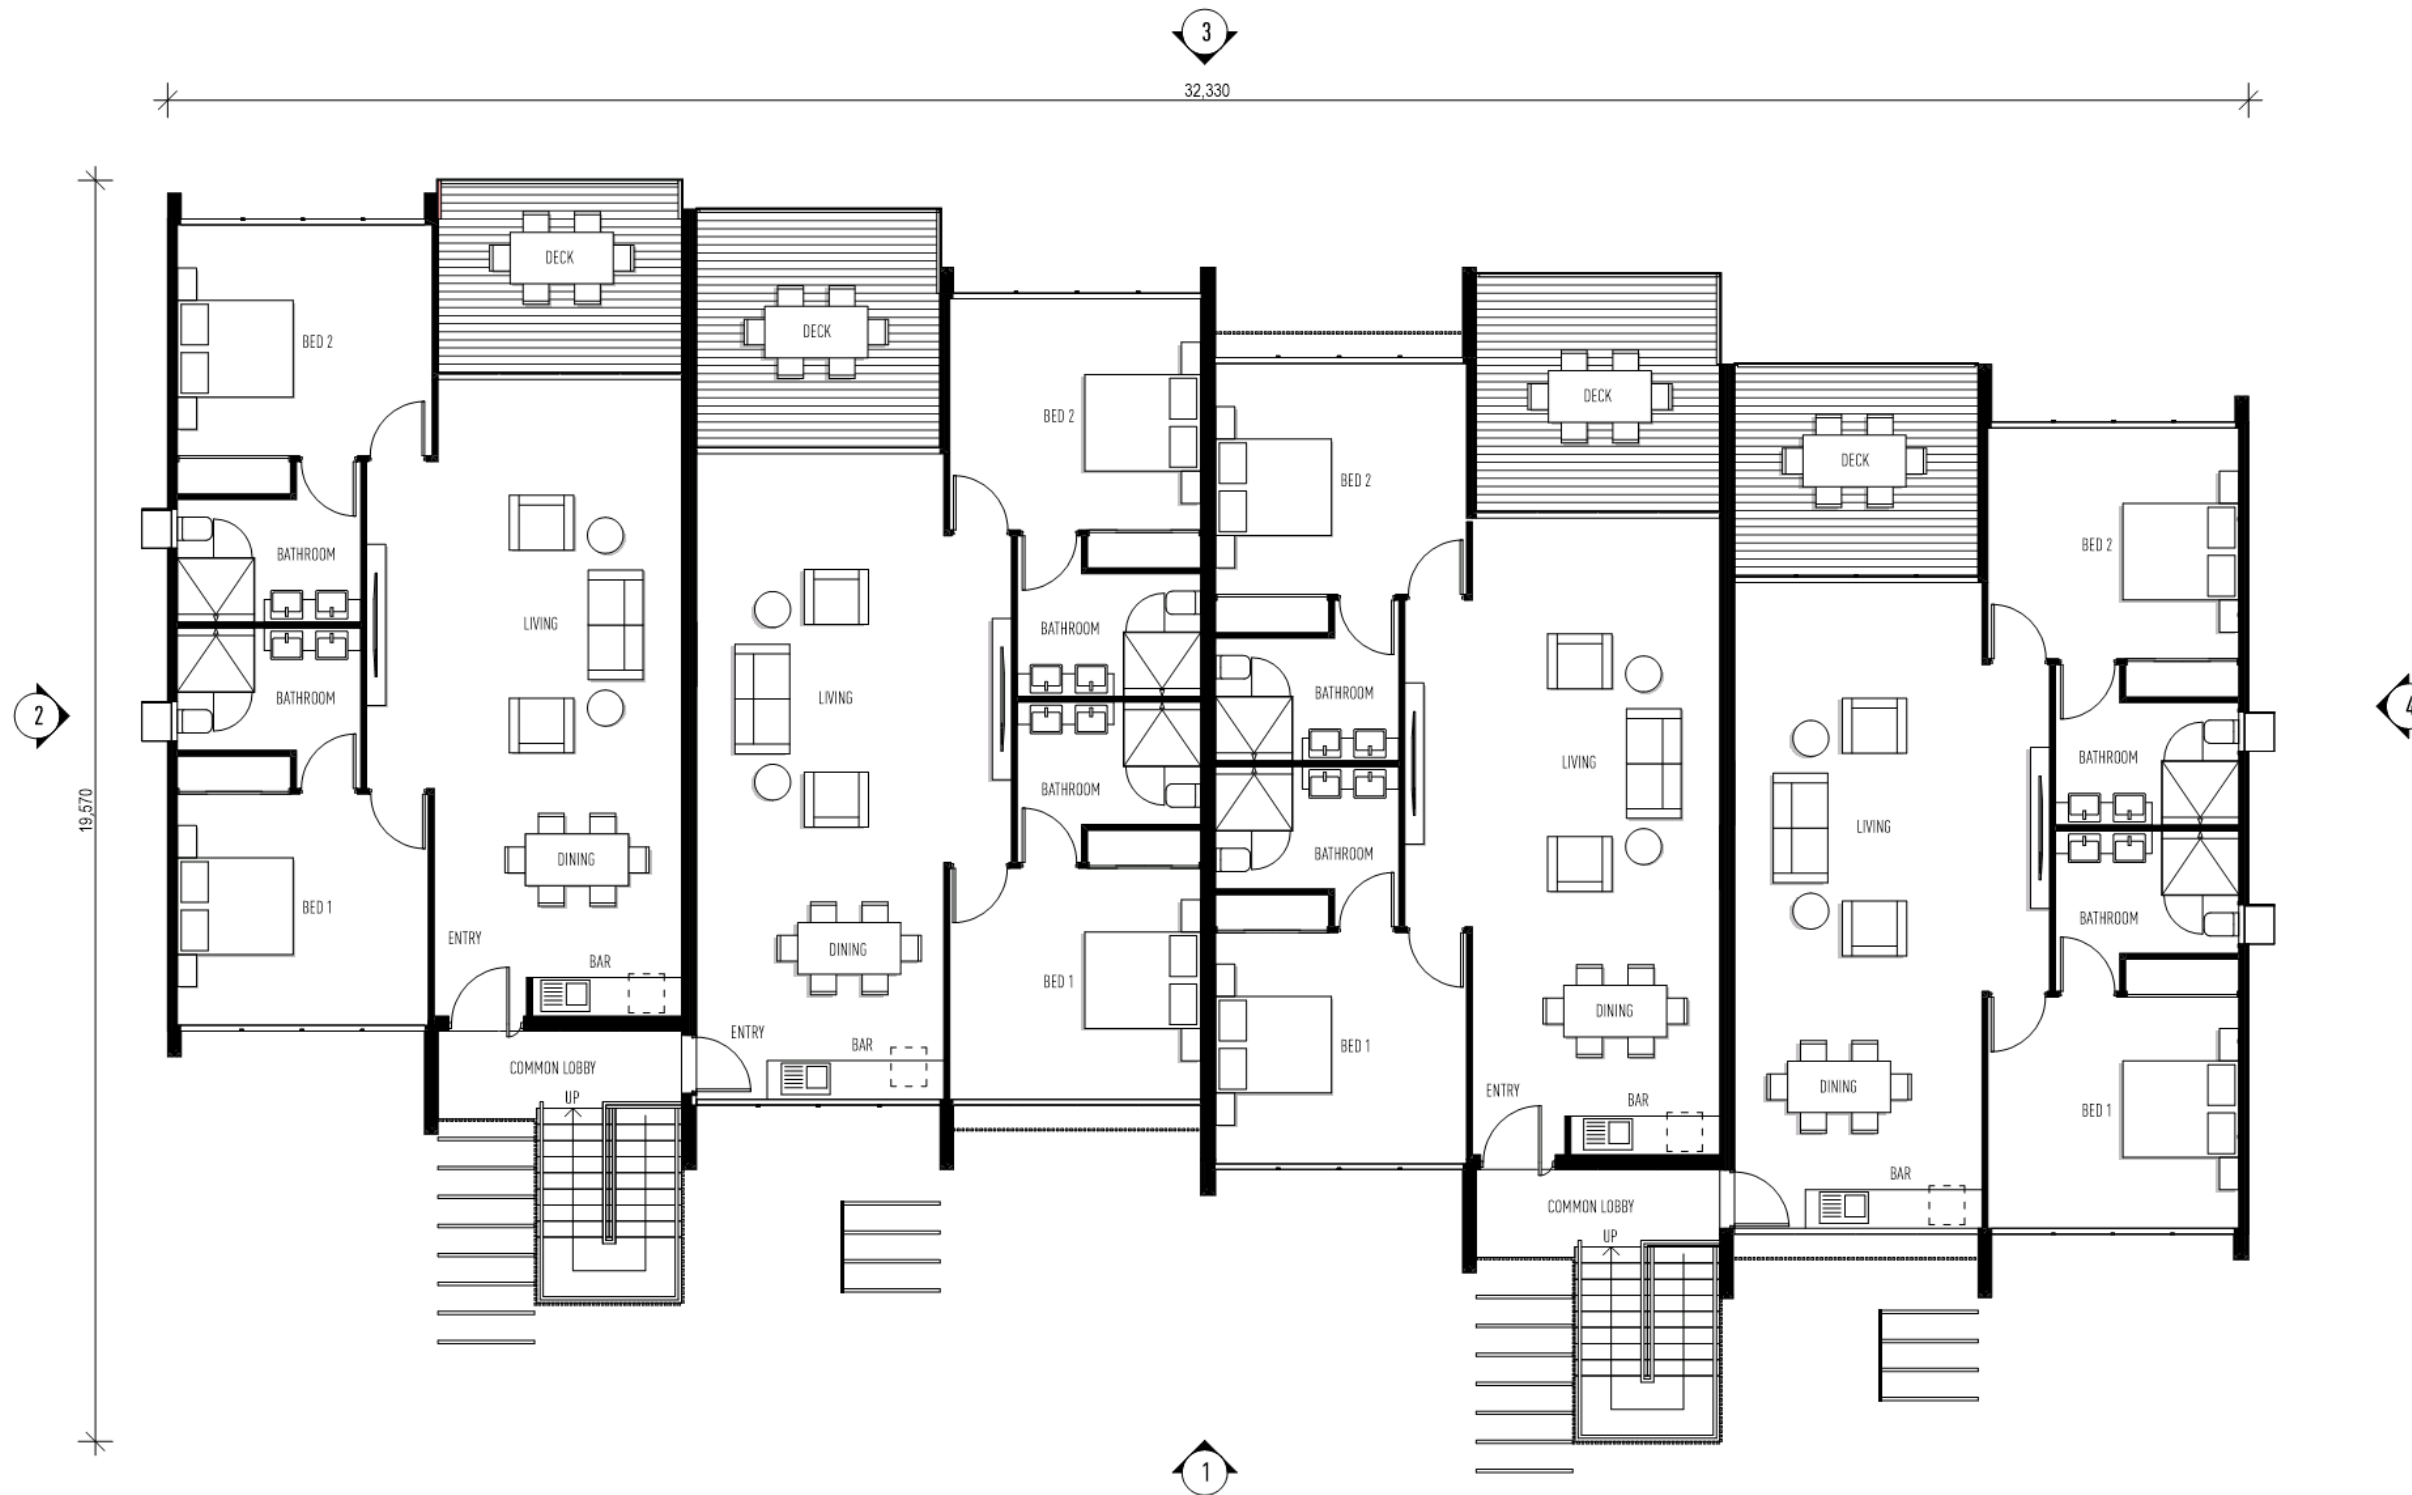 3
32,330
DECK
DECK
BED 2
BED 2
DECK
DECK
BED 2
BED 2
BATHROOM
LIVING
BATHROOM
BATHROOM
LIVING
BATHROOM
2
4
19,570
BATHROOM
LIVING
BATHROOM
BATHROOM
LIVING
BATHROOM
DINING
BED 1
ENTRY
BAR
DINING
BED 1
ENTRY
BAR
COMMON LOBBY
UP
DINING
BED 1
ENTRY
BAR
DINING
BED 1
BAR
COMMON LOBBY
UP
1